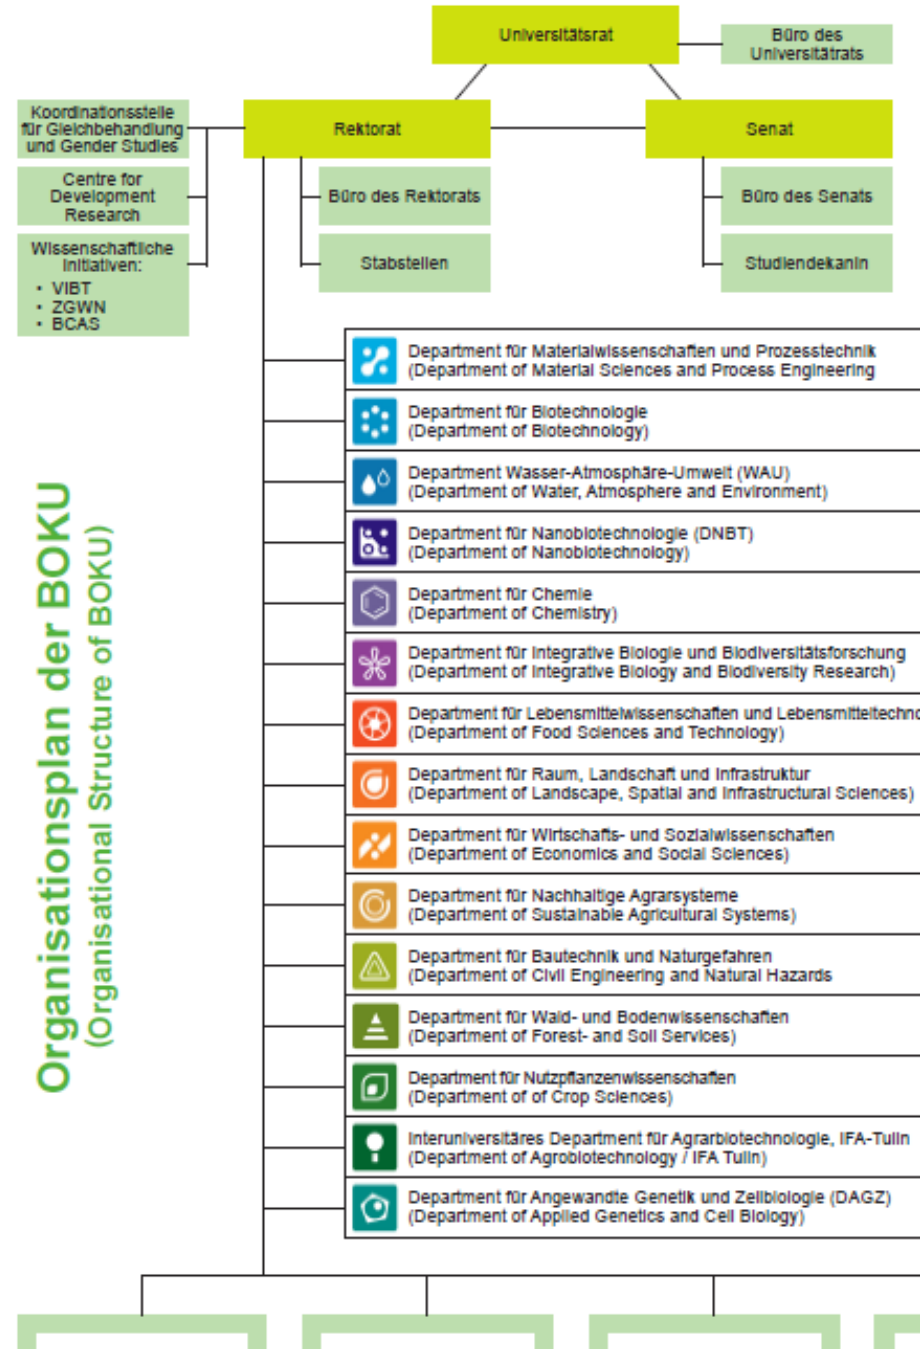 Universitätsrat
Büro des
Universitätrats
Koordinationsstelle
für Gleichbehandlung
und Gender Studies
Rektorat
Senat
Centre for
Development
Research
Büro des Rektorats
Büro des Senats
Wissenschaftliche
Initiativen:
• VIBT
• ZGWN
• BCAS
Stabstellen
Studiendekanin
Organisationsplan der BOKU
(Organisational Structure of BOKU)
Department für Materialwissenschaften und Prozesstechnik
(Department of Material Sciences and Process Engineering
Department für Biotechnologie
(Department of Biotechnology)
Department Wasser-Atmosphäre-Umwelt (WAU)
(Department of Water, Atmosphere and Environment)
Department für Nanobiotechnologie (DNBT)
(Department of Nanobiotechnology)
Department für Chemie
(Department of Chemistry)
Department für Integrative Biologie und Biodiversitätsforschung
(Department of Integrative Biology and Biodiversity Research)
Department für Lebensmittelwissenschaften und Lebensmitteltechno
(Department of Food Sciences and Technology)
Department für Raum, Landschaft und Infrastruktur
(Department of Landscape, Spatial and Infrastructural Sciences)
Department für Wirtschafts- und Sozialwissenschaften
(Department of Economics and Social Sciences)
Department für Nachhaltige Agrarsysteme
(Department of Sustainable Agricultural Systems)
Department für Bautechnik und Naturgefahren
(Department of Civil Engineering and Natural Hazards
Department für Wald- und Bodenwissenschaften
(Department of Forest- and Soil Services)
Department für Nutzpflanzenwissenschaften
(Department of of Crop Sciences)
Interuniversitäres Department für Agrarbiotechnologie, IFA-Tulln
(Department of Agrobiotechnology / IFA Tulln)
Department für Angewandte Genetik und Zellbiologie (DAGZ)
(Department of Applied Genetics and Cell Biology)